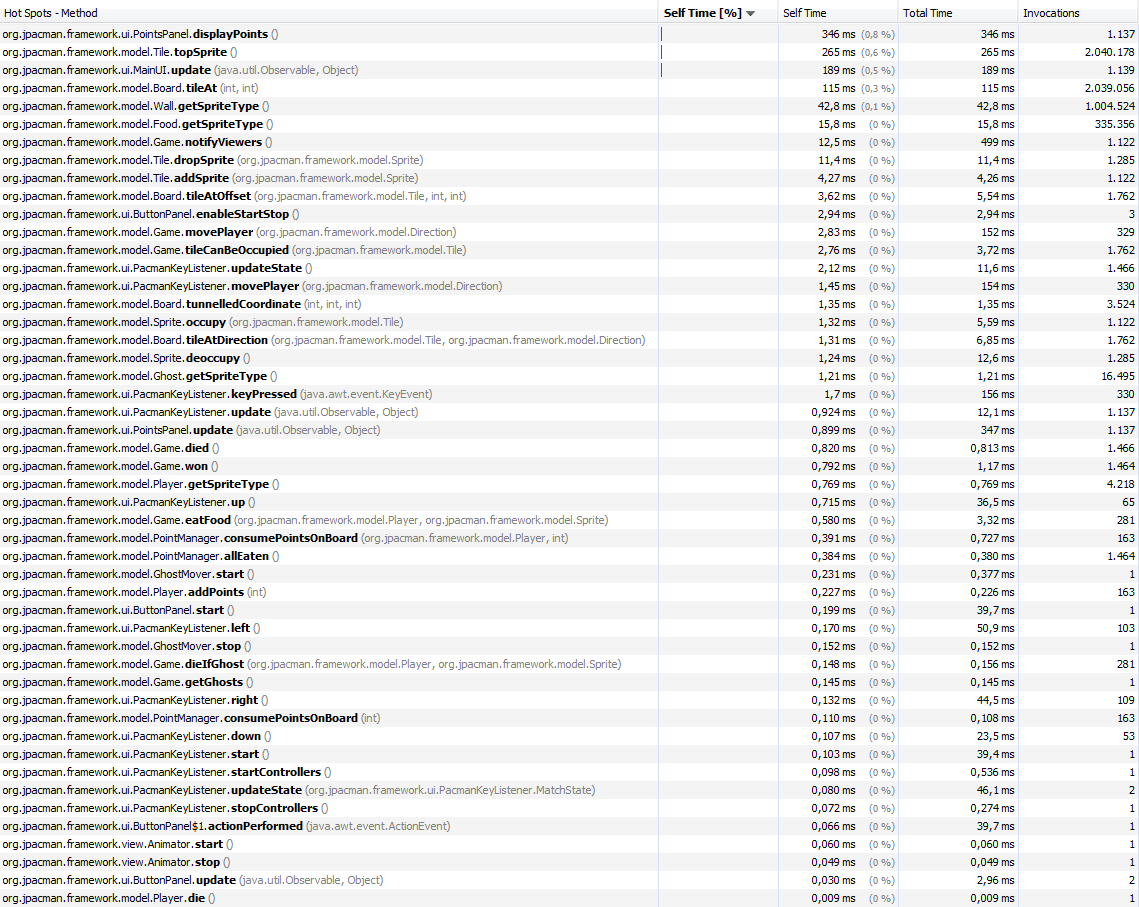 Hot Spots - Method Self Time [%] Self Time Total Time Invocations
org.jpacman.framework.ui.PointsPanel.displayPoints () 346 ms (0,8 %) 346 ms 1.137
org.jpacman.framework.model.Tile.topSprite () 265 ms (0,6 %) 265 ms 2.040.178
org.jpacman.framework.ui.MainUI.update (java.util.Observable, Object) 189 ms (0,5 %) 189 ms 1.139
org.jpacman.framework.model.Board.tileAt (int, int) 115 ms (0,3 %) 115 ms 2.039.056
org.jpacman.framework.model.Wall.getSpriteType () 42,8 ms (0,1 %) 42,8 ms 1.004.524
org.jpacman.framework.model.Food.getSpriteType () 15,8 ms (0 %) 15,8 ms 335.356
org.jpacman.framework.model.Game.notifyViewers () 12,5 ms (0 %) 499 ms 1.122
org.jpacman.framework.model.Tile.dropSprite (org.jpacman.framework.model.Sprite) 11,4 ms (0 %) 11,4 ms 1.285
org.jpacman.framework.model.Tile.addSprite (org.jpacman.framework.model.Sprite) 4,27 ms (0 %) 4,26 ms 1.122
org.jpacman.framework.model.Board.tileAtOffset (org.jpacman.framework.model.Tile, int, int) 3,62 ms (0 %) 5,54 ms 1.762
org.jpacman.framework.ui.ButtonPanel.enableStartStop () 2,94 ms (0 %) 2,94 ms 3
org.jpacman.framework.model.Game.movePlayer (org.jpacman.framework.model.Direction) 2,83 ms (0 %) 152 ms 329
org.jpacman.framework.model.Game.tileCanBeOccupied (org.jpacman.framework.model.Tile) 2,76 ms (0 %) 3,72 ms 1.762
org.jpacman.framework.ui.PacmanKeyListener.updateState () 2,12 ms (0 %) 11,6 ms 1.466
org.jpacman.framework.ui.PacmanKeyListener.movePlayer (org.jpacman.framework.model.Direction) 1,45 ms (0 %) 154 ms 330
org.jpacman.framework.model.Board.tunnelledCoordinate (int, int, int) 1,35 ms (0 %) 1,35 ms 3.524
org.jpacman.framework.model.Sprite.occupy (org.jpacman.framework.model.Tile) 1,32 ms (0 %) 5,59 ms 1.122
org.jpacman.framework.model.Board.tileAtDirection (org.jpacman.framework.model.Tile, org.jpacman.framework.model.Direction) 1,31 ms (0 %) 6,85 ms 1.762
org.jpacman.framework.model.Sprite.deoccupy () 1,24 ms (0 %) 12,6 ms 1.285
org.jpacman.framework.model.Ghost.getSpriteType () 1,21 ms (0 %) 1,21 ms 16.495
org.jpacman.framework.ui.PacmanKeyListener.keyPressed (java.awt.event.KeyEvent) 1,7 ms (0 %) 156 ms 330
org.jpacman.framework.ui.PacmanKeyListener.update (java.util.Observable, Object) 0,924 ms (0 %) 12,1 ms 1.137
org.jpacman.framework.ui.PointsPanel.update (java.util.Observable, Object) 0,899 ms (0 %) 347 ms 1.137
org.jpacman.framework.model.Game.died () 0,820 ms (0 %) 0,813 ms 1.466
org.jpacman.framework.model.Game.won () 0,792 ms (0 %) 1,17 ms 1.464
org.jpacman.framework.model.Player.getSpriteType () 0,769 ms (0 %) 0,769 ms 4.218
org.jpacman.framework.ui.PacmanKeyListener.up () 0,715 ms (0 %) 36,5 ms 65
org.jpacman.framework.model.Game.eatFood (org.jpacman.framework.model.Player, org.jpacman.framework.model.Sprite) 0,580 ms (0 %) 3,32 ms 281
org.jpacman.framework.model.PointManager.consumePointsOnBoard (org.jpacman.framework.model.Player, int) 0,391 ms (0 %) 0,727 ms 163
org.jpacman.framework.model.PointManager.allEaten () 0,384 ms (0 %) 0,380 ms 1.464
org.jpacman.framework.model.GhostMover.start () 0,231 ms (0 %) 0,377 ms 1
org.jpacman.framework.model.Player.addPoints (int) 0,227 ms (0 %) 0,226 ms 163
org.jpacman.framework.ui.ButtonPanel.start () 0,199 ms (0 %) 39,7 ms 1
org.jpacman.framework.ui.PacmanKeyListener.left () 0,170 ms (0 %) 50,9 ms 103
org.jpacman.framework.model.GhostMover.stop () 0,152 ms (0 %) 0,152 ms 1
org.jpacman.framework.model.Game.dieIfGhost (org.jpacman.framework.model.Player, org.jpacman.framework.model.Sprite) 0,148 ms (0 %) 0,156 ms 281
org.jpacman.framework.model.Game.getGhosts () 0,145 ms (0 %) 0,145 ms 1
org.jpacman.framework.ui.PacmanKeyListener.right () 0,132 ms (0 %) 44,5 ms 109
org.jpacman.framework.model.PointManager.consumePointsOnBoard (int) 0,110 ms (0 %) 0,108 ms 163
org.jpacman.framework.ui.PacmanKeyListener.down () 0,107 ms (0 %) 23,5 ms 53
org.jpacman.framework.ui.PacmanKeyListener.start () 0,103 ms (0 %) 39,4 ms 1
org.jpacman.framework.ui.PacmanKeyListener.startControllers () 0,098 ms (0 %) 0,536 ms 1
org.jpacman.framework.ui.PacmanKeyListener.updateState (org.jpacman.framework.ui.PacmanKeyListener.MatchState) 0,080 ms (0 %) 46,1 ms 2
org.jpacman.framework.ui.PacmanKeyListener.stopControllers () 0,072 ms (0 %) 0,274 ms 1
org.jpacman.framework.ui.ButtonPanel$1.actionPerformed (java.awt.event.ActionEvent) 0,066 ms (0 %) 39,7 ms 1
org.jpacman.framework.view.Animator.start () 0,060 ms (0 %) 0,060 ms 1
org.jpacman.framework.view.Animator.stop () 0,049 ms (0 %) 0,049 ms 1
org.jpacman.framework.ui.ButtonPanel.update (java.util.Observable, Object) 0,030 ms (0 %) 2,96 ms 2
org.jpacman.framework.model.Player.die () 0,009 ms (0 %) 0,009 ms 1